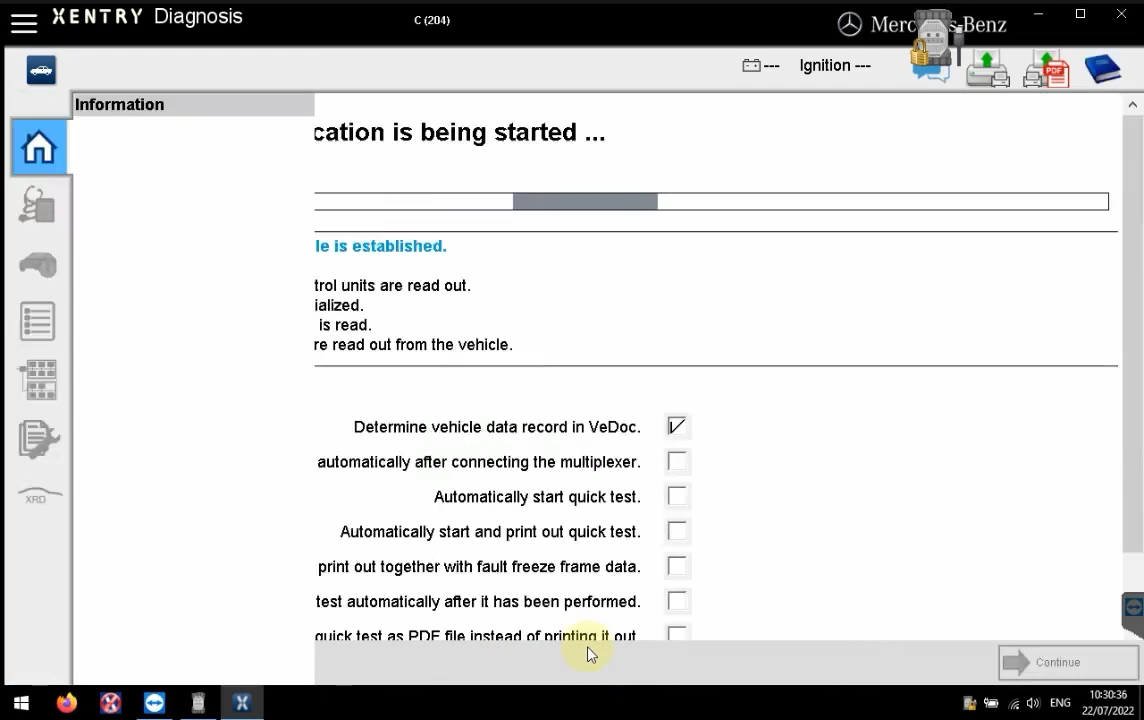 XENTRY Diagnosis
C (204)
Mercedes-Benz
---
Ignition ---
PDF
Information
cation is being started ...
le is established.
trol units are read out.
ialized.
is read.
re read out from the vehicle.
Determine vehicle data record in VeDoc.
automatically after connecting the multiplexer.
Automatically start quick test.
Automatically start and print out quick test.
print out together with fault freeze frame data.
test automatically after it has been performed.
quick test as PDF file instead of printing it out.
XRD
Continue
ENG
10:30:36
22/07/2022